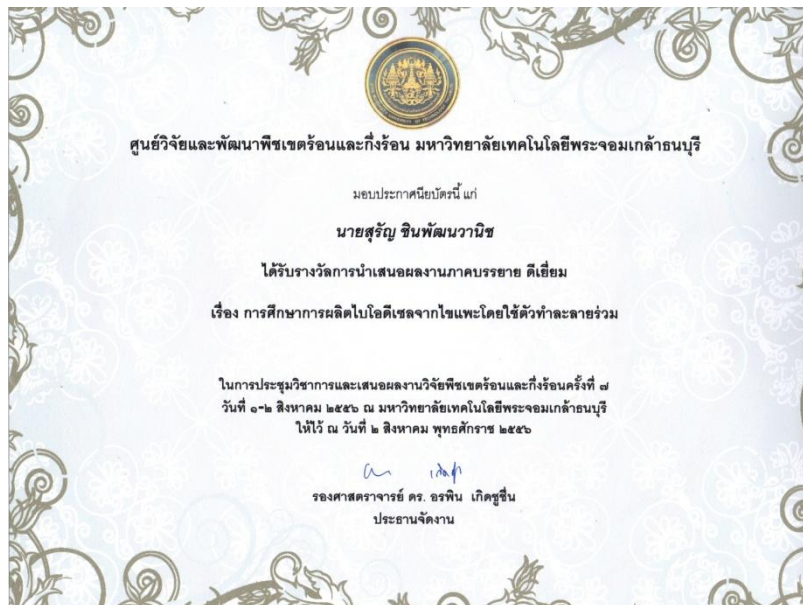 ศูนย์วิจัยและพัฒนาพืชเขตร้อนและกึ่งร้อน มหาวิทยาลัยเทคโนโลยีพระจอมเกล้าธนบุรี
มอบประกาศนียบัตรนี้ แก่
นายสุรัญ ชินพัฒนวานิช
ได้รับรางวัลการนำเสนอผลงานภาคบรรยาย ดีเยี่ยม
เรื่อง การศึกษาการผลิตไบโอดีเซลจากไขแพะโดยใช้ตัวทำละลายร่วม
ในการประชุมวิชาการและเสนอผลงานวิจัยพืชเขตร้อนและกึ่งร้อนครั้งที่ ๗
วันที่ ๑-๒ สิงหาคม ๒๕๕๖ ณ มหาวิทยาลัยเทคโนโลยีพระจอมเกล้าธนบุรี
ให้ไว้ ณ วันที่ ๒ สิงหาคม พุทธศักราช ๒๕๕๖
รองศาสตราจารย์ ดร. อรพิน เกิดชูชื่น
ประธานจัดงาน